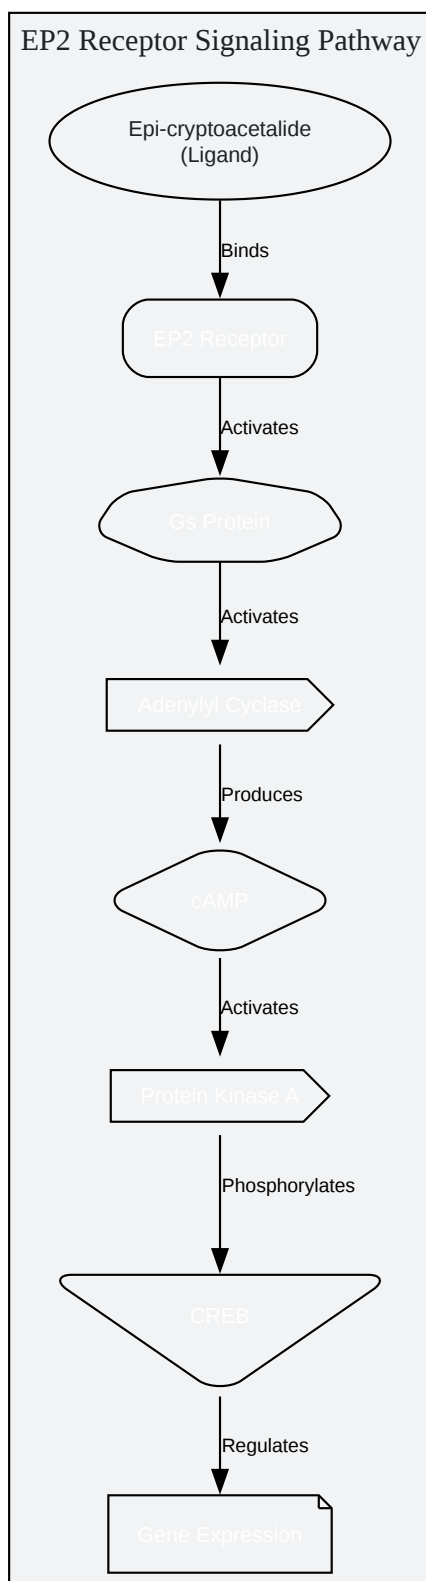 EP2 Receptor Signaling Pathway
Epi-cryptoacetalide
(Ligand)
Binds
EP2 Receptor
Activates
Gs Protein
Activates
Adenylyl Cyclase
Produces
cAMP
Activates
Protein Kinase A
Phosphorylates
CREB
Regulates
Gene Expression